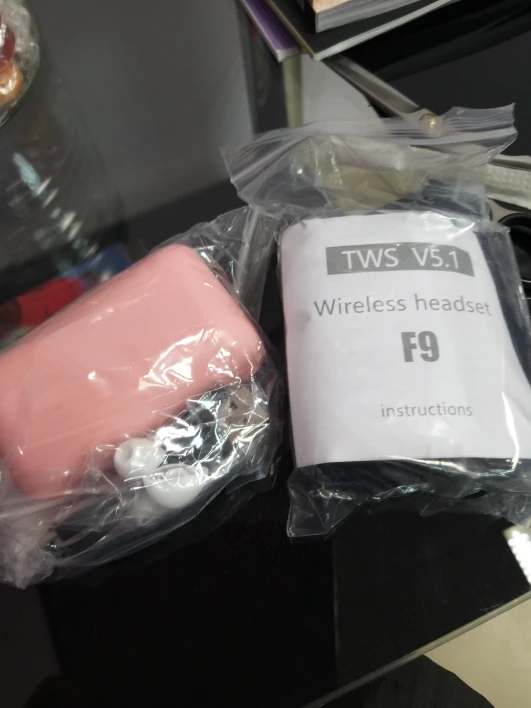 TWS V5.1
Wireless headset
F9
instructions